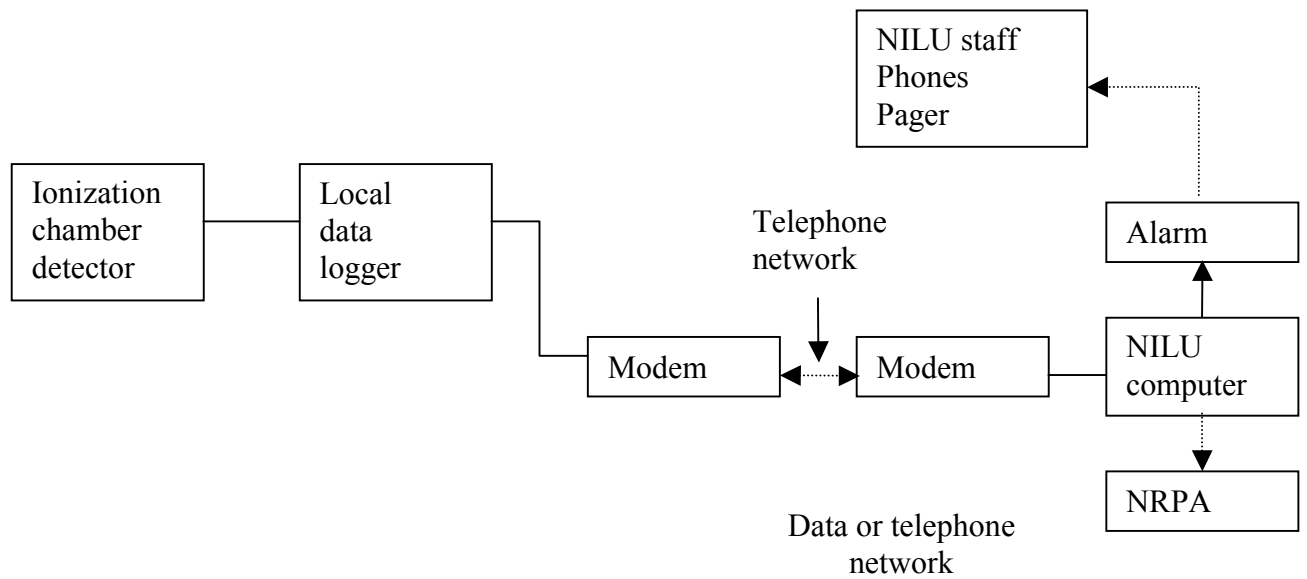 NILU staff
Phones
Pager
Ionization
chamber
detector
Local
data
logger
Telephone
network
Alarm
Modem
Modem
NILU
computer
NRPA
Data or telephone
network